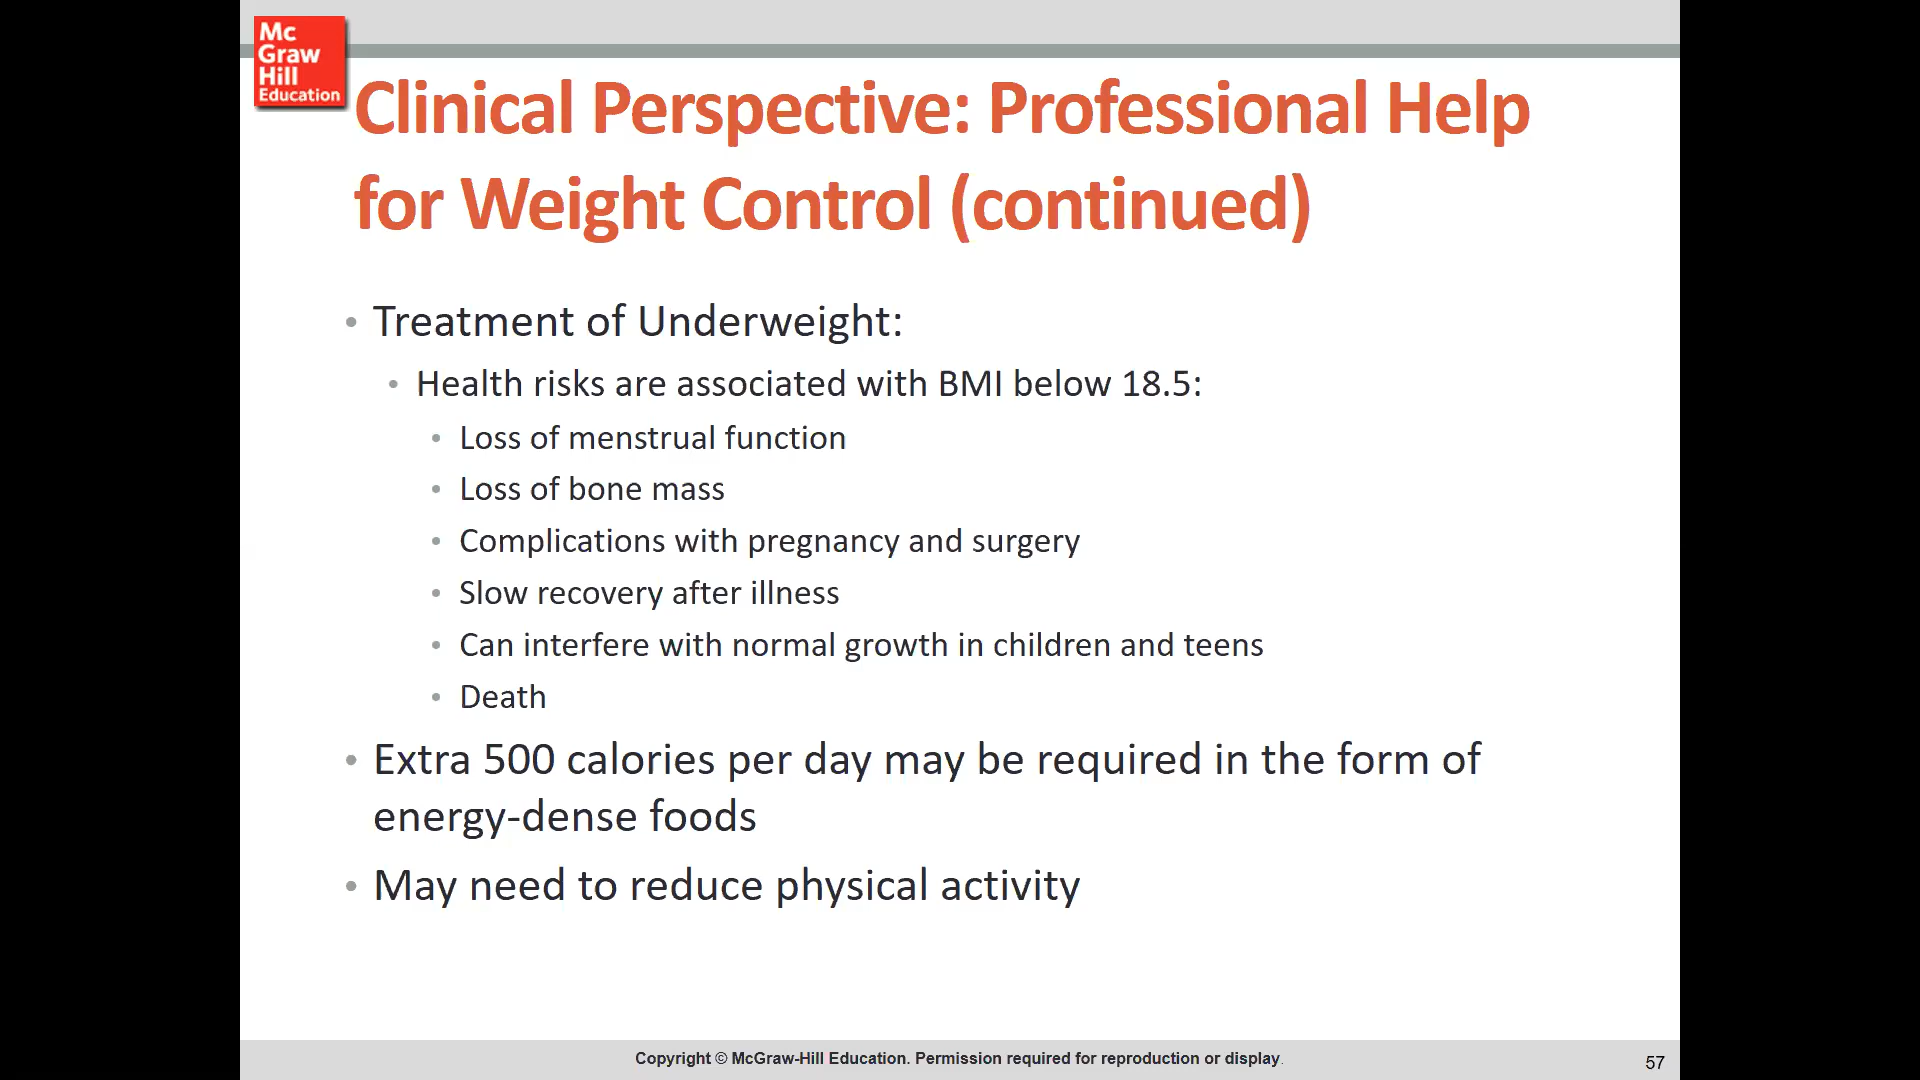 Mc
Graw
Hill
Education
Clinical Perspective: Professional Help
for Weight Control (continued)
• Treatment of Underweight:
• Health risks are associated with BMI below 18.5:
• Loss of menstrual function
• Loss of bone mass
• Complications with pregnancy and surgery
• Slow recovery after illness
• Can interfere with normal growth in children and teens
• Death
• Extra 500 calories per day may be required in the form of
energy-dense foods
• May need to reduce physical activity
Copyright © McGraw-Hill Education. Permission required for reproduction or display.
57